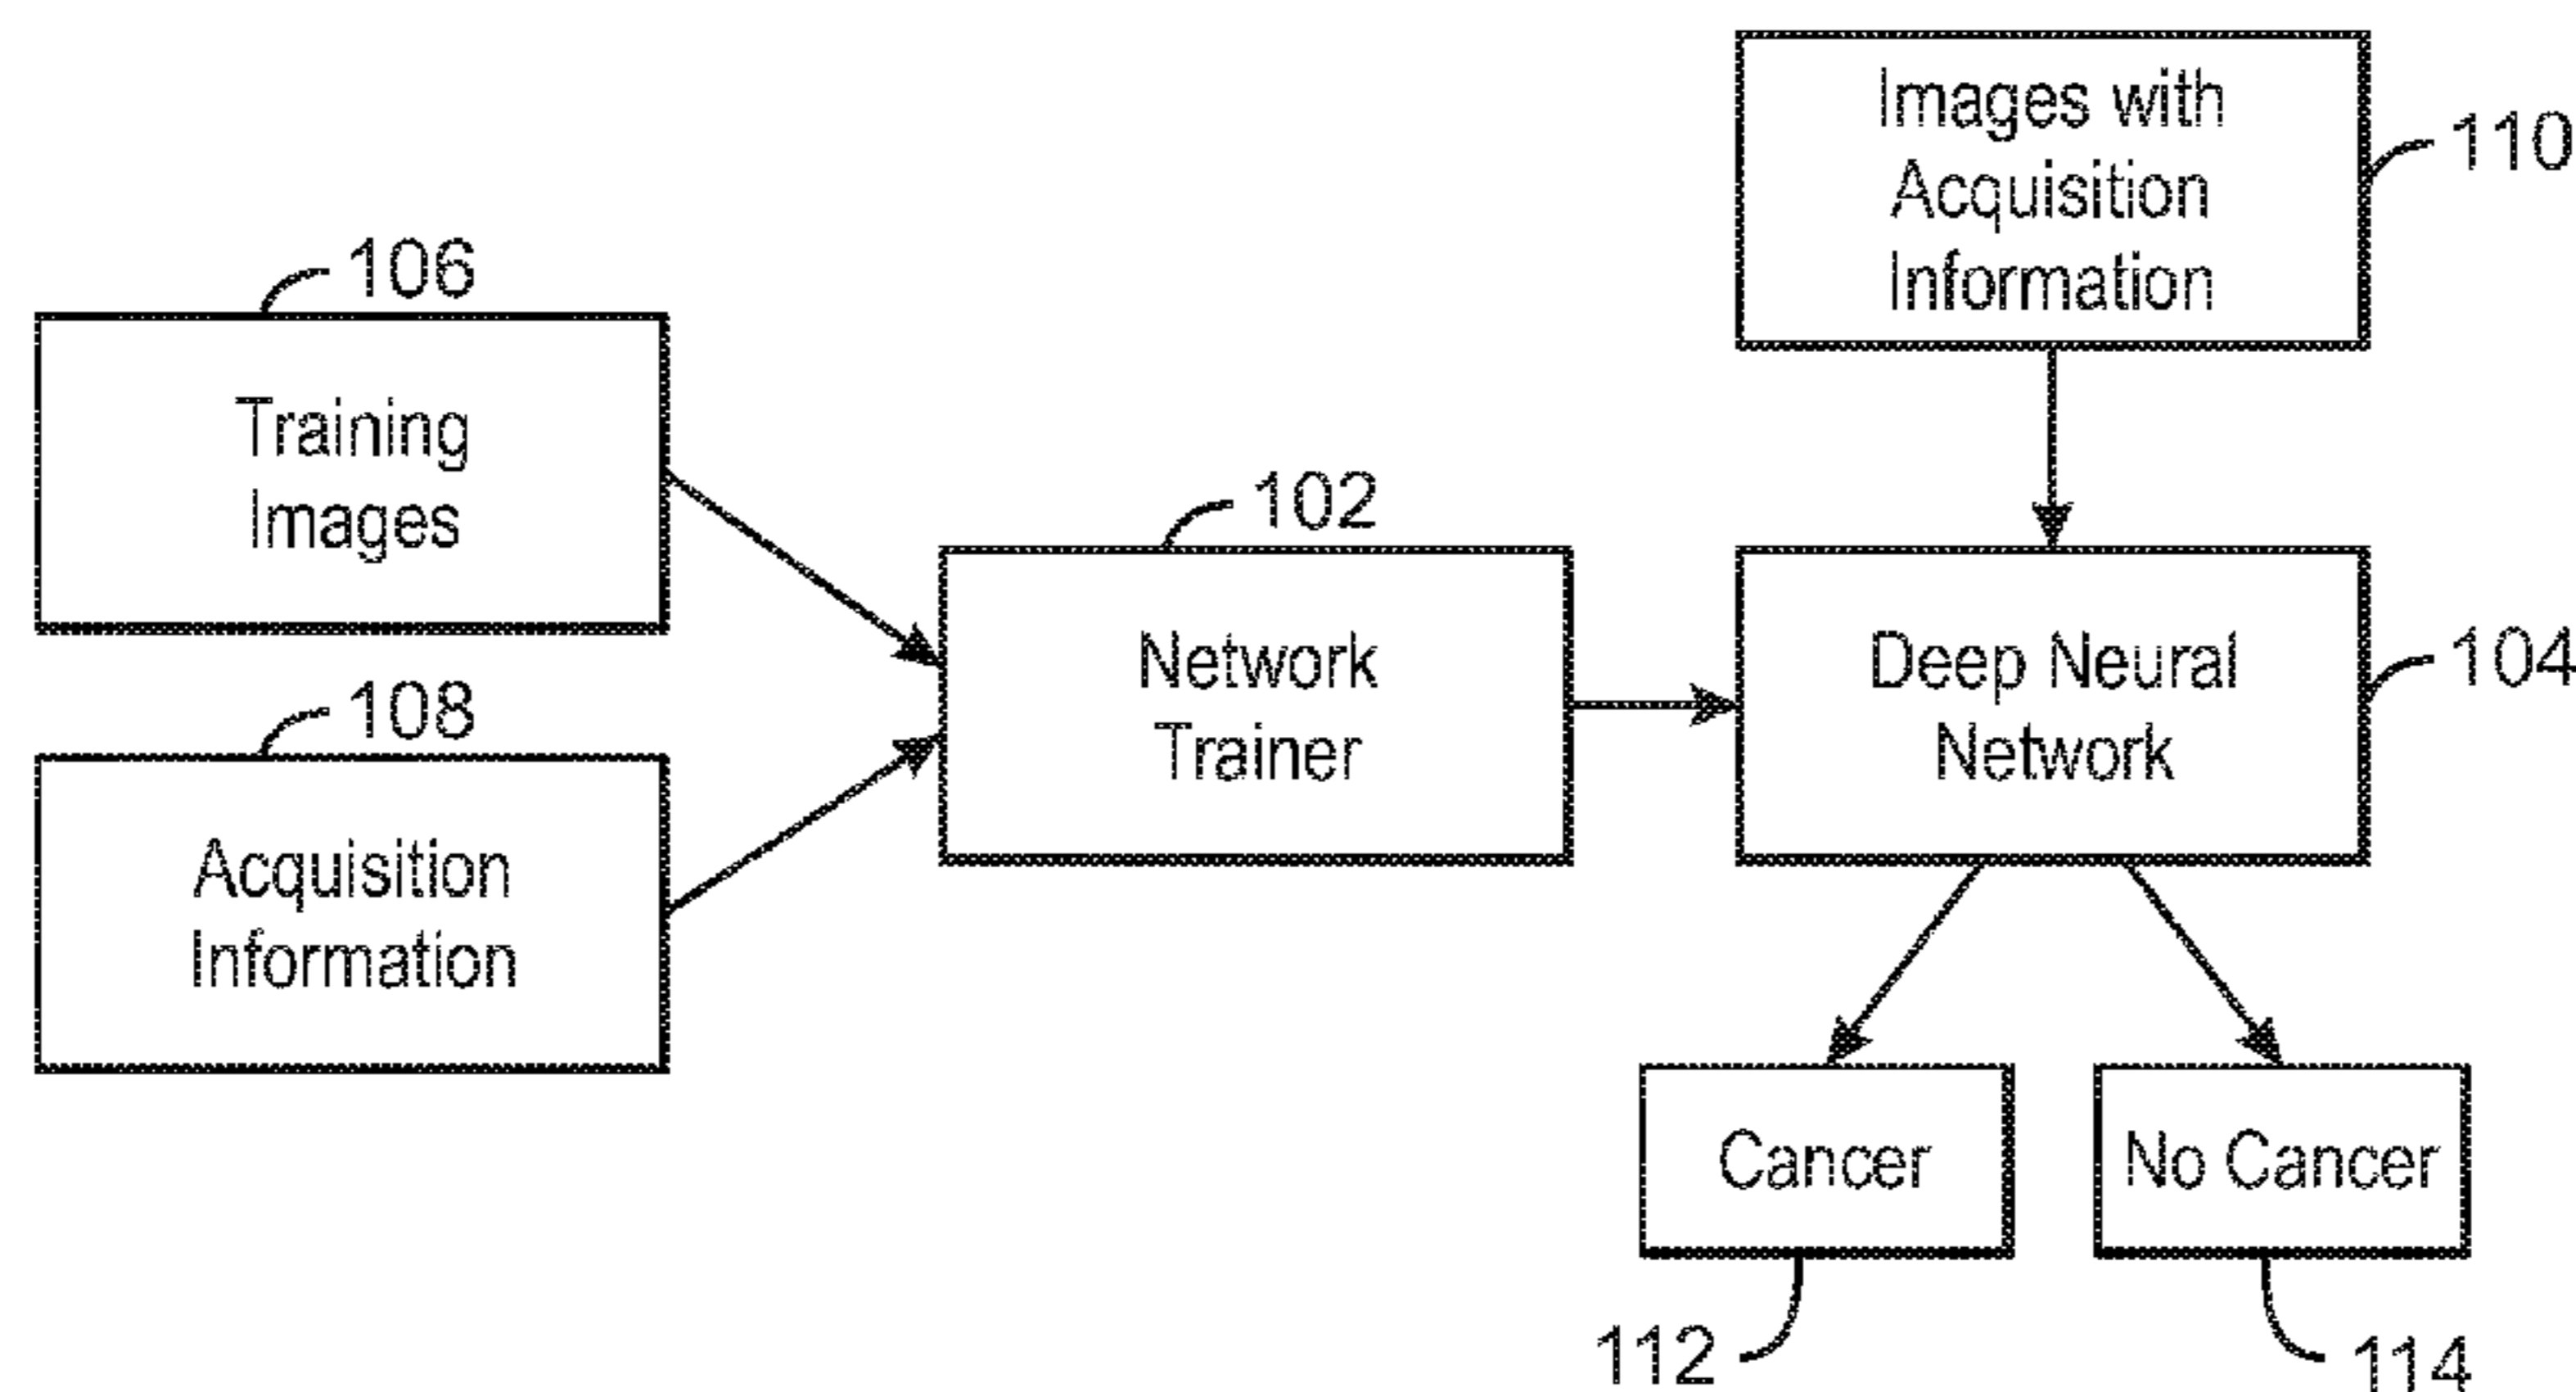 Images with
Acquisition
Information
110
106
Training
Images
102
Network
Trainer
Deep Neural
Network
104
108
Acquisition
Information
Cancer
No Cancer
112
114